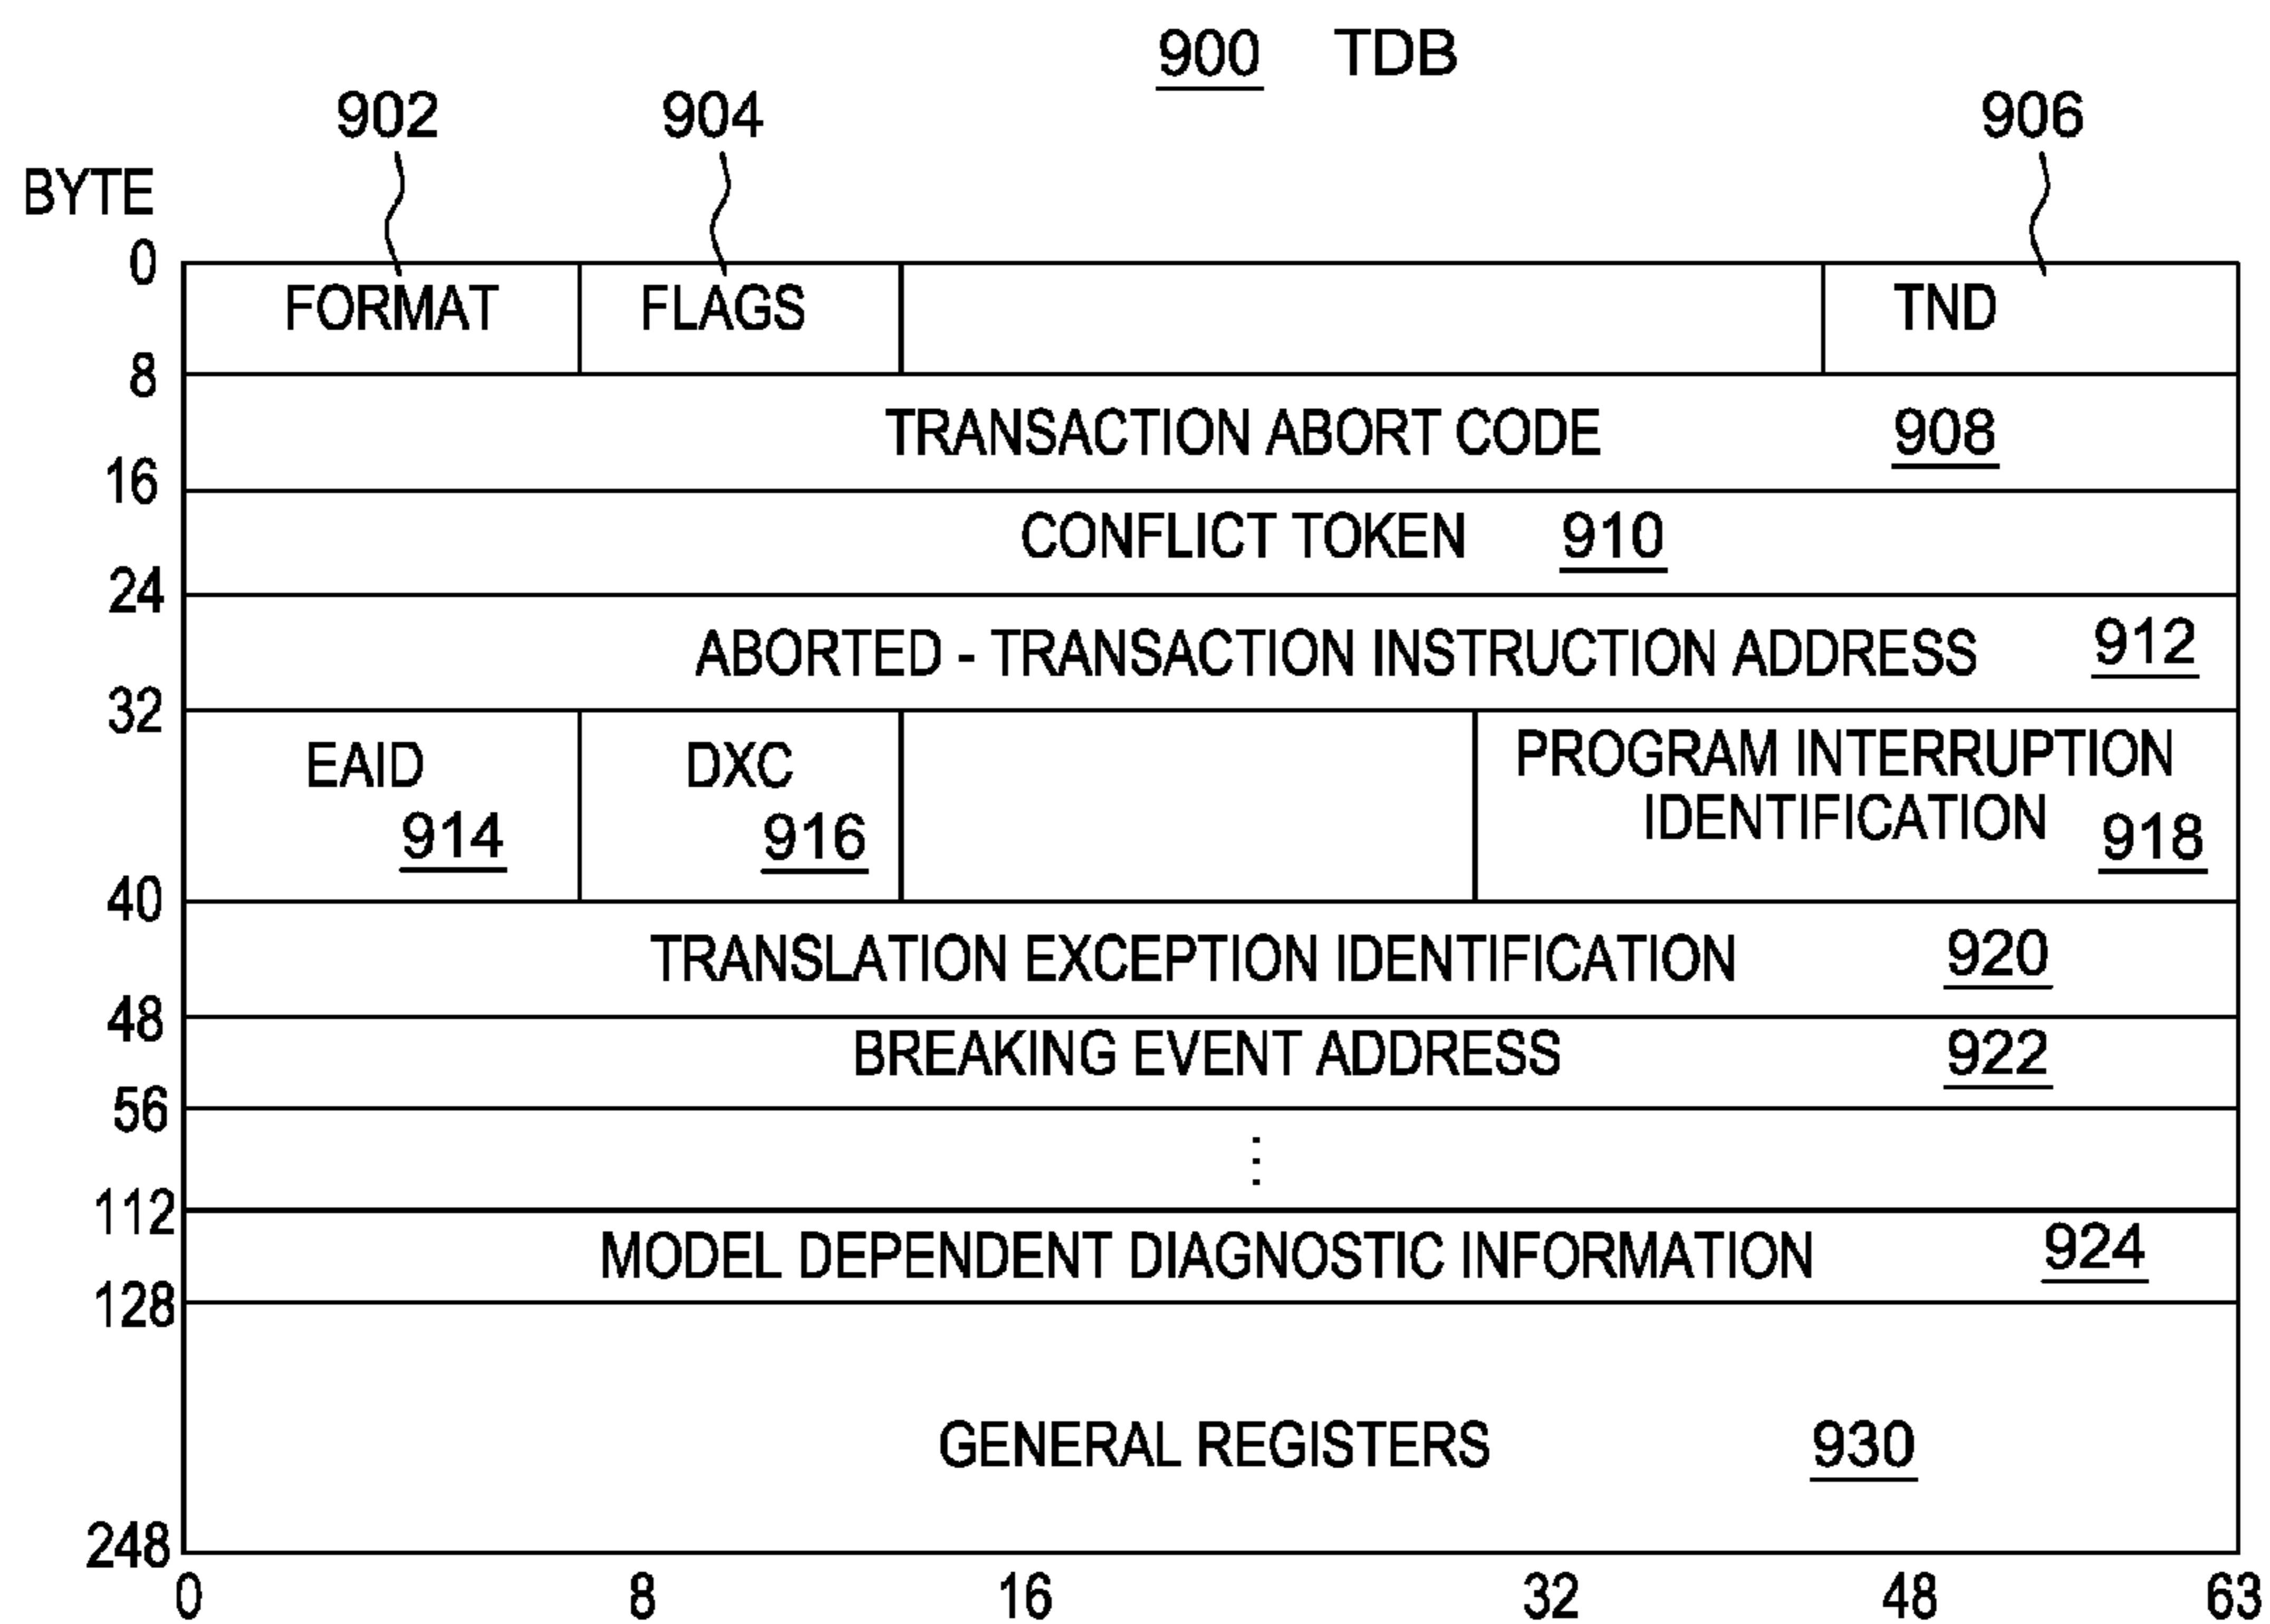 900 TDB
902 904 906
BYTE
0
FORMAT FLAGS TND
8
TRANSACTION ABORT CODE 908
16
CONFLICT TOKEN 910
24
ABORTED - TRANSACTION INSTRUCTION ADDRESS 912
32
EAID DXC PROGRAM INTERRUPTION
IDENTIFICATION
914 916 918
40
TRANSLATION EXCEPTION IDENTIFICATION 920
48
BREAKING EVENT ADDRESS 922
56
⋮
112
MODEL DEPENDENT DIAGNOSTIC INFORMATION 924
128
GENERAL REGISTERS 930
248
0 8 16 32 48 63